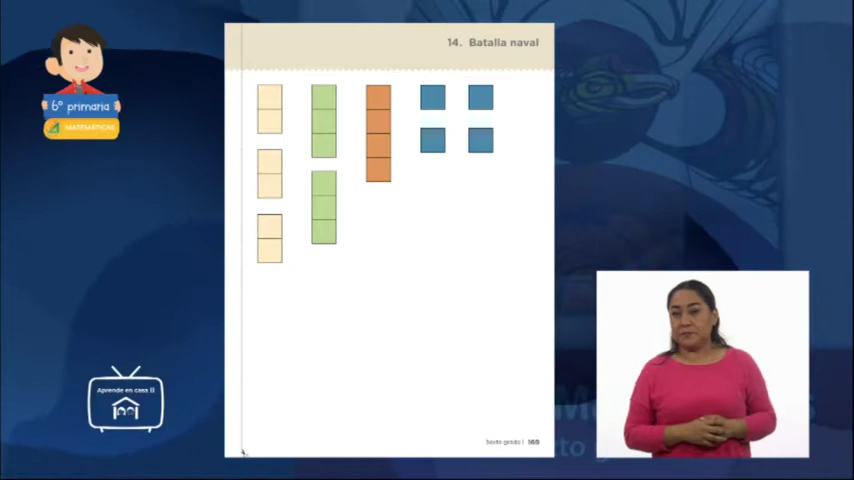 14. Batalla naval
6° primaria
MATEMÁTICAS
Aprende en casa II
Sexto grado | 169